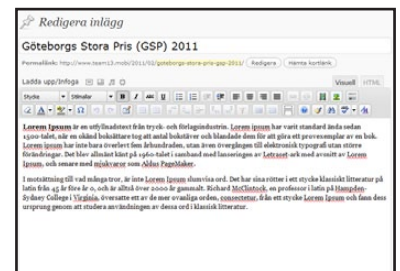 Redigera inlägg
Göteborgs Stora Pris (GSP) 2011
Permalänk: http://www.team13.mobi/2011/02/goteborgs-stora-pris-gsp-2011/ Redigera Hämta kortlänk
Ladda upp/Infoga Visuell HTML
Stycke Stilmallar B I ABC U
Lorem Ipsum är en utfyllnadstext från tryck- och förlagsindustrin. Lorem ipsum har varit standard ända sedan
1500-talet, när en okänd boksättare tog att antal bokstäver och blandade dem för att göra ett provexemplar av en bok.
Lorem ipsum har inte bara överlevt fem århundraden, utan även övergången till elektronisk typografi utan större
förändringar. Det blev allmänt känt på 1960-talet i samband med lanseringen av Letraset-ark med avsnitt av Lorem
Ipsum, och senare med mjukvaror som Aldus PageMaker.
I motsättning till vad många tror, är inte Lorem Ipsum slumvisa ord. Det har sina rötter i ett stycke klassiskt litteratur på
latin från 45 år före år 0, och är alltså över 2000 år gammalt. Richard McClintock, en professor i latin på Hampden-
Sydney College i Virginia, översatte ett av de mer ovanliga orden, consectetur, från ett stycke Lorem Ipsum och fann dess
ursprung genom att studera användningen av dessa ord i klassisk litteratur.